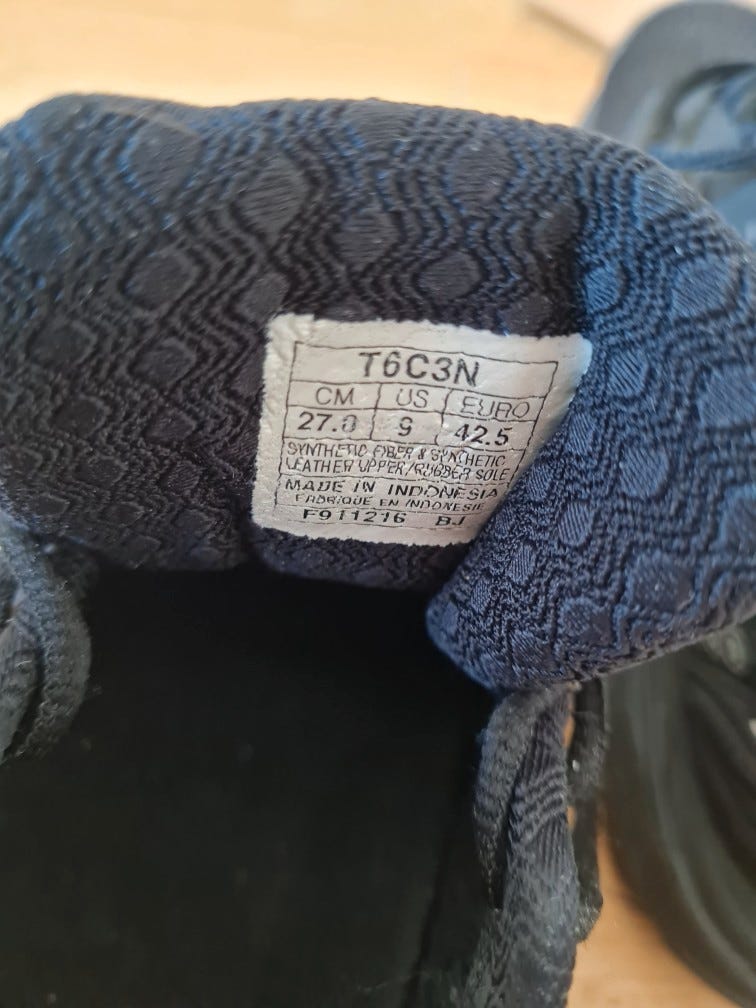 T6C3N
CM US EURO
27.0 9 42.5
SYNTHETIC FIBER & SYNTHETIC
LEATHER UPPER/RUBBER SOLE
MADE IN INDONESIA
FABRIQUE EN INDONESIE
F911216 BJ